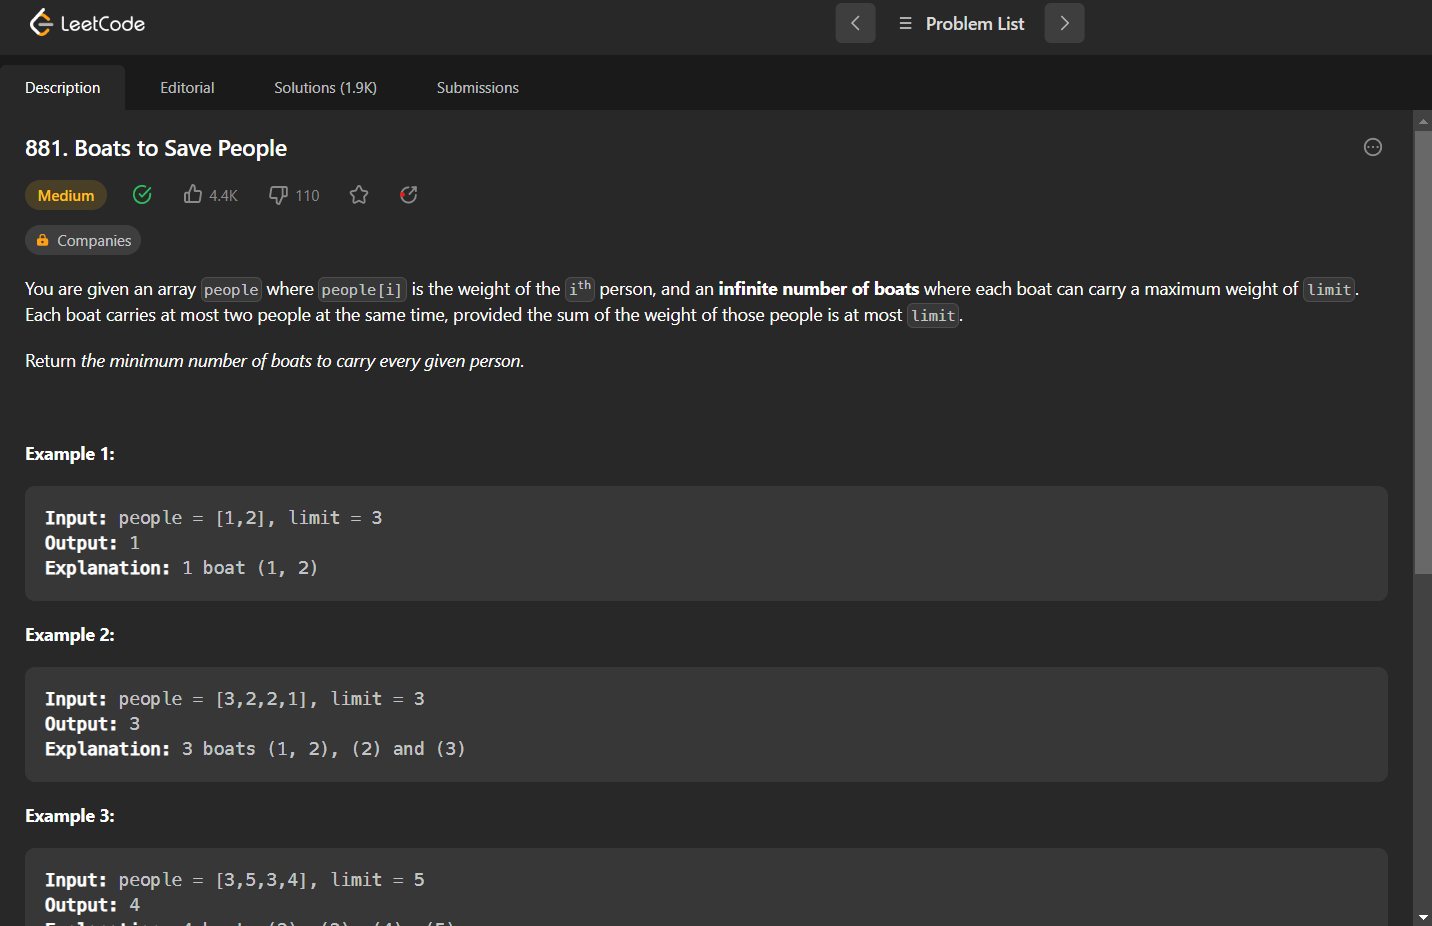 LeetCode
Problem List
Description Editorial Solutions (1.9K) Submissions
881. Boats to Save People
Medium 4.4K 110
Companies
You are given an array people where people[i] is the weight of the ith person, and an infinite number of boats where each boat can carry a maximum weight of limit.
Each boat carries at most two people at the same time, provided the sum of the weight of those people is at most limit.
Return the minimum number of boats to carry every given person.
Example 1:
Input: people = [1,2], limit = 3
Output: 1
Explanation: 1 boat (1, 2)
Example 2:
Input: people = [3,2,2,1], limit = 3
Output: 3
Explanation: 3 boats (1, 2), (2) and (3)
Example 3:
Input: people = [3,5,3,4], limit = 5
Output: 4